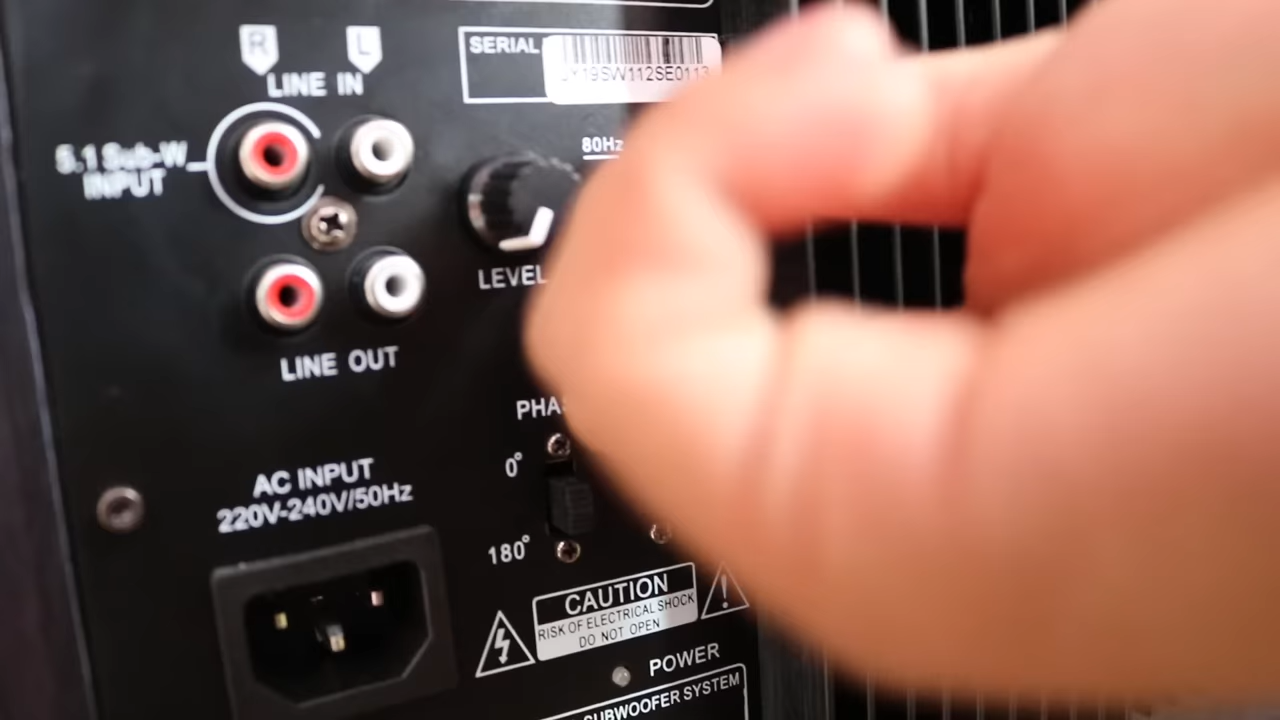 R L
LINE IN
SERIAL
19SW112SE0113
80Hz
5.1 Sub-W
INPUT
LEVEL
LINE OUT
PHA
0°
AC INPUT
220V-240V/50Hz
180°
CAUTION
RISK OF ELECTRICAL SHOCK
DO NOT OPEN
POWER
SUBWOOFER SYSTEM